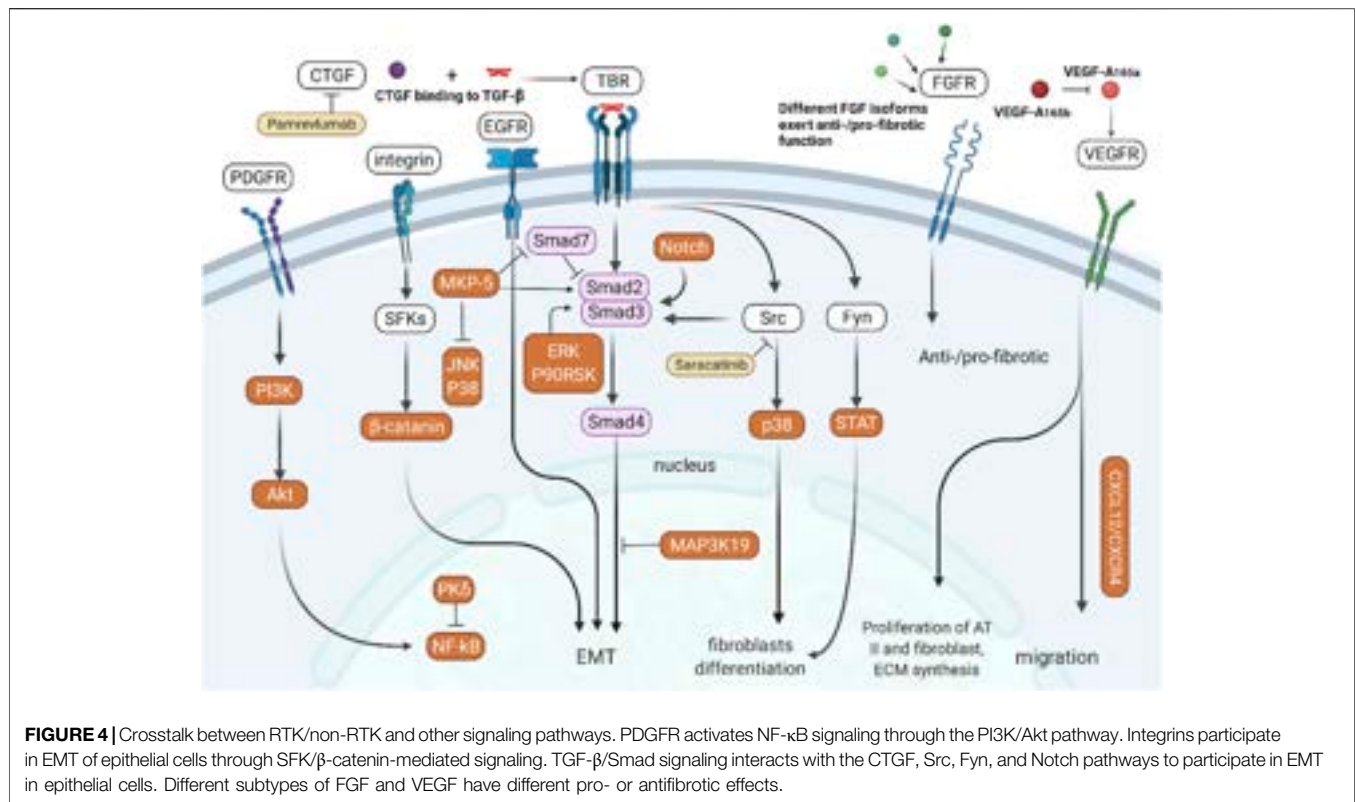 CTGF
+
TBR
CTGF binding to TGF-β
Pamrevlumab
EGFR
integrin
PDGFR
FGFR
Different FGF isoforms
exert anti-/pro-fibrotic
function
VEGF-A165a
VEGF-A165b
VEGFR
Smad7
Notch
MKP-5
Smad2
Smad3
SFKs
Src
Fyn
JNK
P38
ERK
P90RSK
Saracatinib
Anti-/pro-fibrotic
PI3K
β-catanin
Smad4
p38
STAT
nucleus
Akt
CXCL12/CXCR4
MAP3K19
PKδ
NF-kB
EMT
fibroblasts
differentiation
Proliferation of AT
II and fibroblast,
ECM synthesis
migration
FIGURE 4 | Crosstalk between RTK/non-RTK and other signaling pathways. PDGFR activates NF-κB signaling through the PI3K/Akt pathway. Integrins participate
in EMT of epithelial cells through SFK/β-catenin-mediated signaling. TGF-β/Smad signaling interacts with the CTGF, Src, Fyn, and Notch pathways to participate in EMT
in epithelial cells. Different subtypes of FGF and VEGF have different pro- or antifibrotic effects.